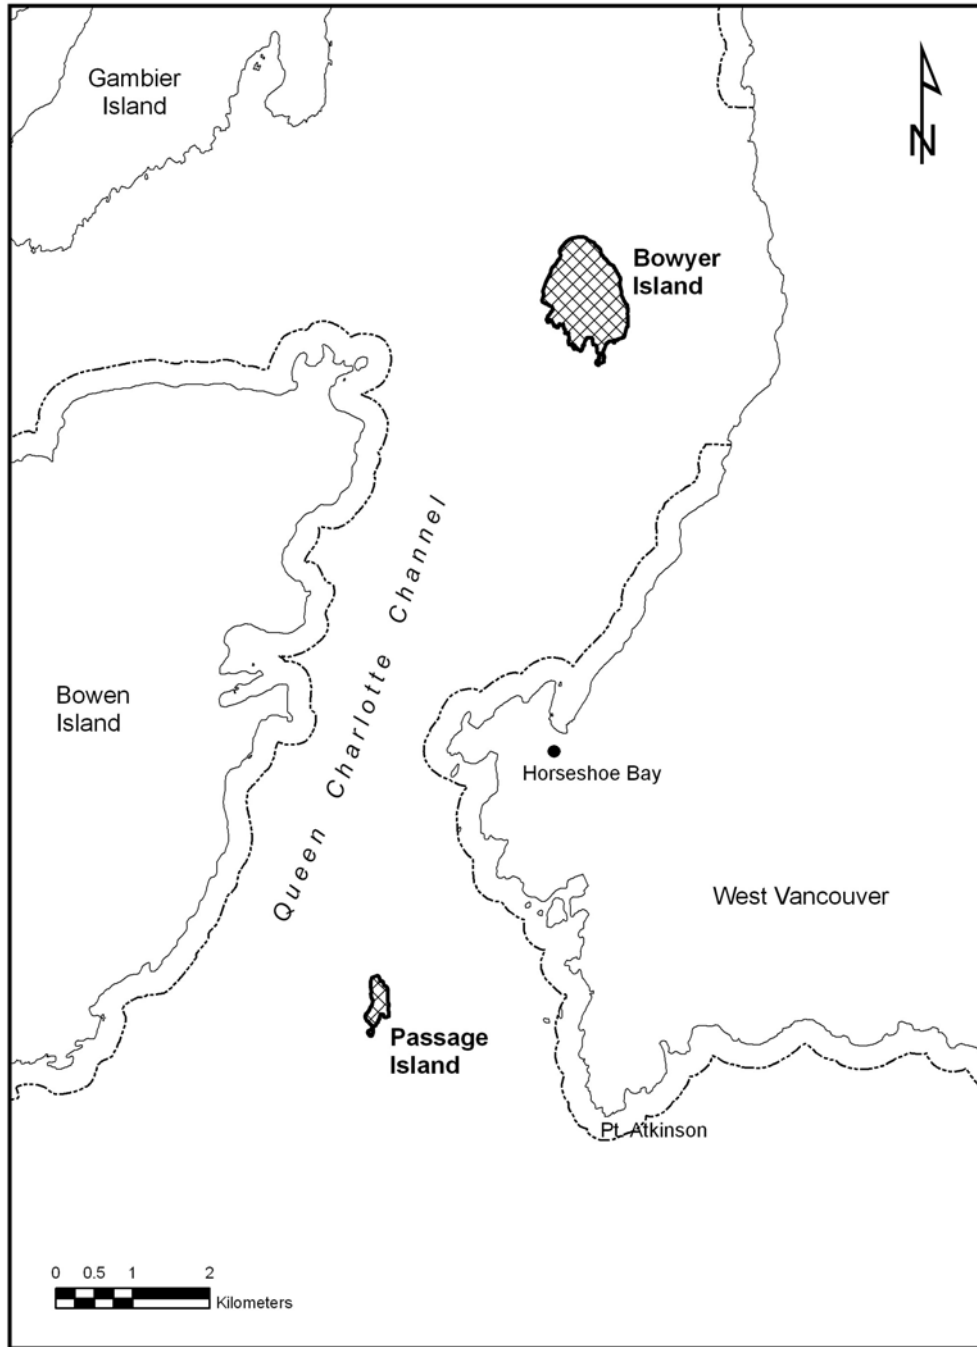 Gambier
Island
N
Bowyer
Island
Queen Charlotte Channel
Bowen
Island
Horseshoe Bay
West Vancouver
Passage
Island
Pt. Atkinson
0 0.5 1 2
Kilometers